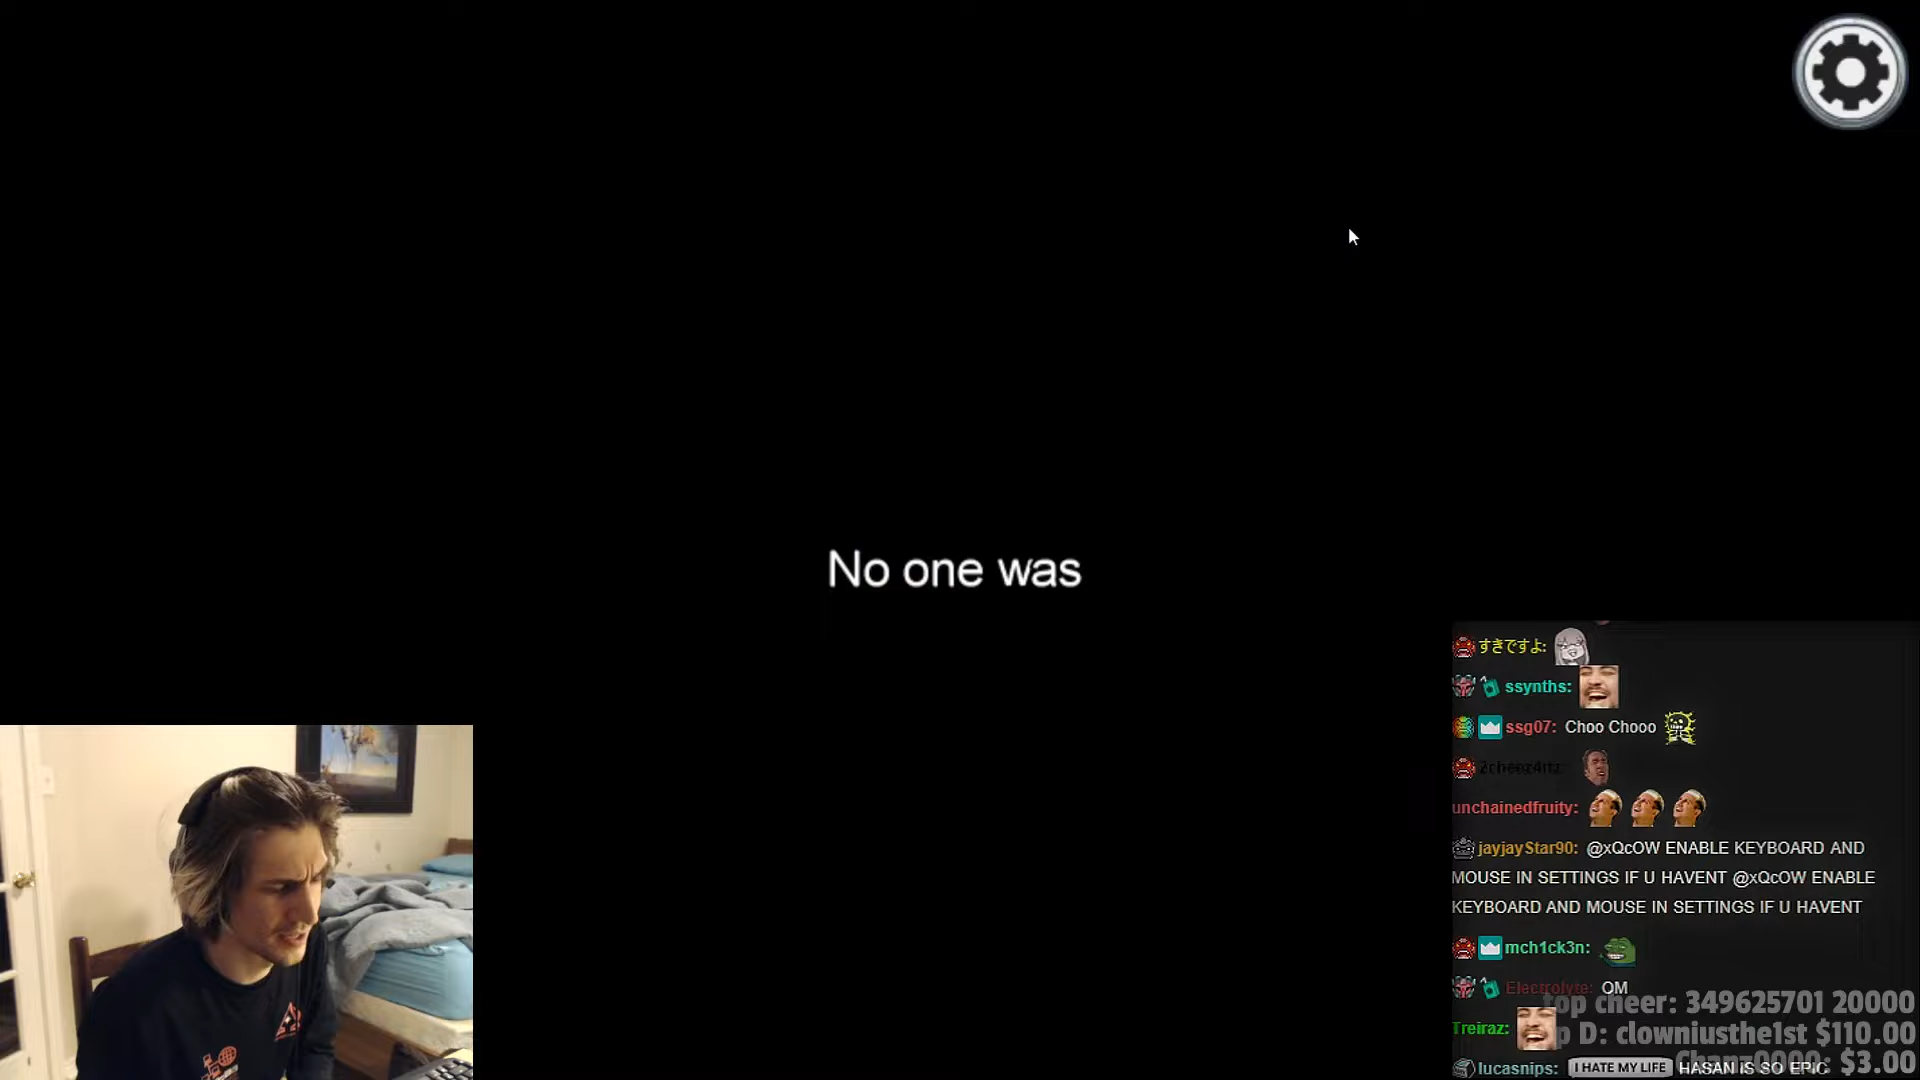 No one was
すきですよ:
ssynths:
ssg07: Choo Chooo
unchainedfruity:
jayjayStar90: @xQcOW ENABLE KEYBOARD AND
MOUSE IN SETTINGS IF U HAVENT @xQcOW ENABLE
KEYBOARD AND MOUSE IN SETTINGS IF U HAVENT
mch1ck3n:
Electrolyte: OM
top cheer: 349625701 20000
Treiraz:
p D: clowniusthe1st $110.00
Chanz0000: $3.00
lucasnips: I HATE MY LIFE HASAN IS SO EPIC